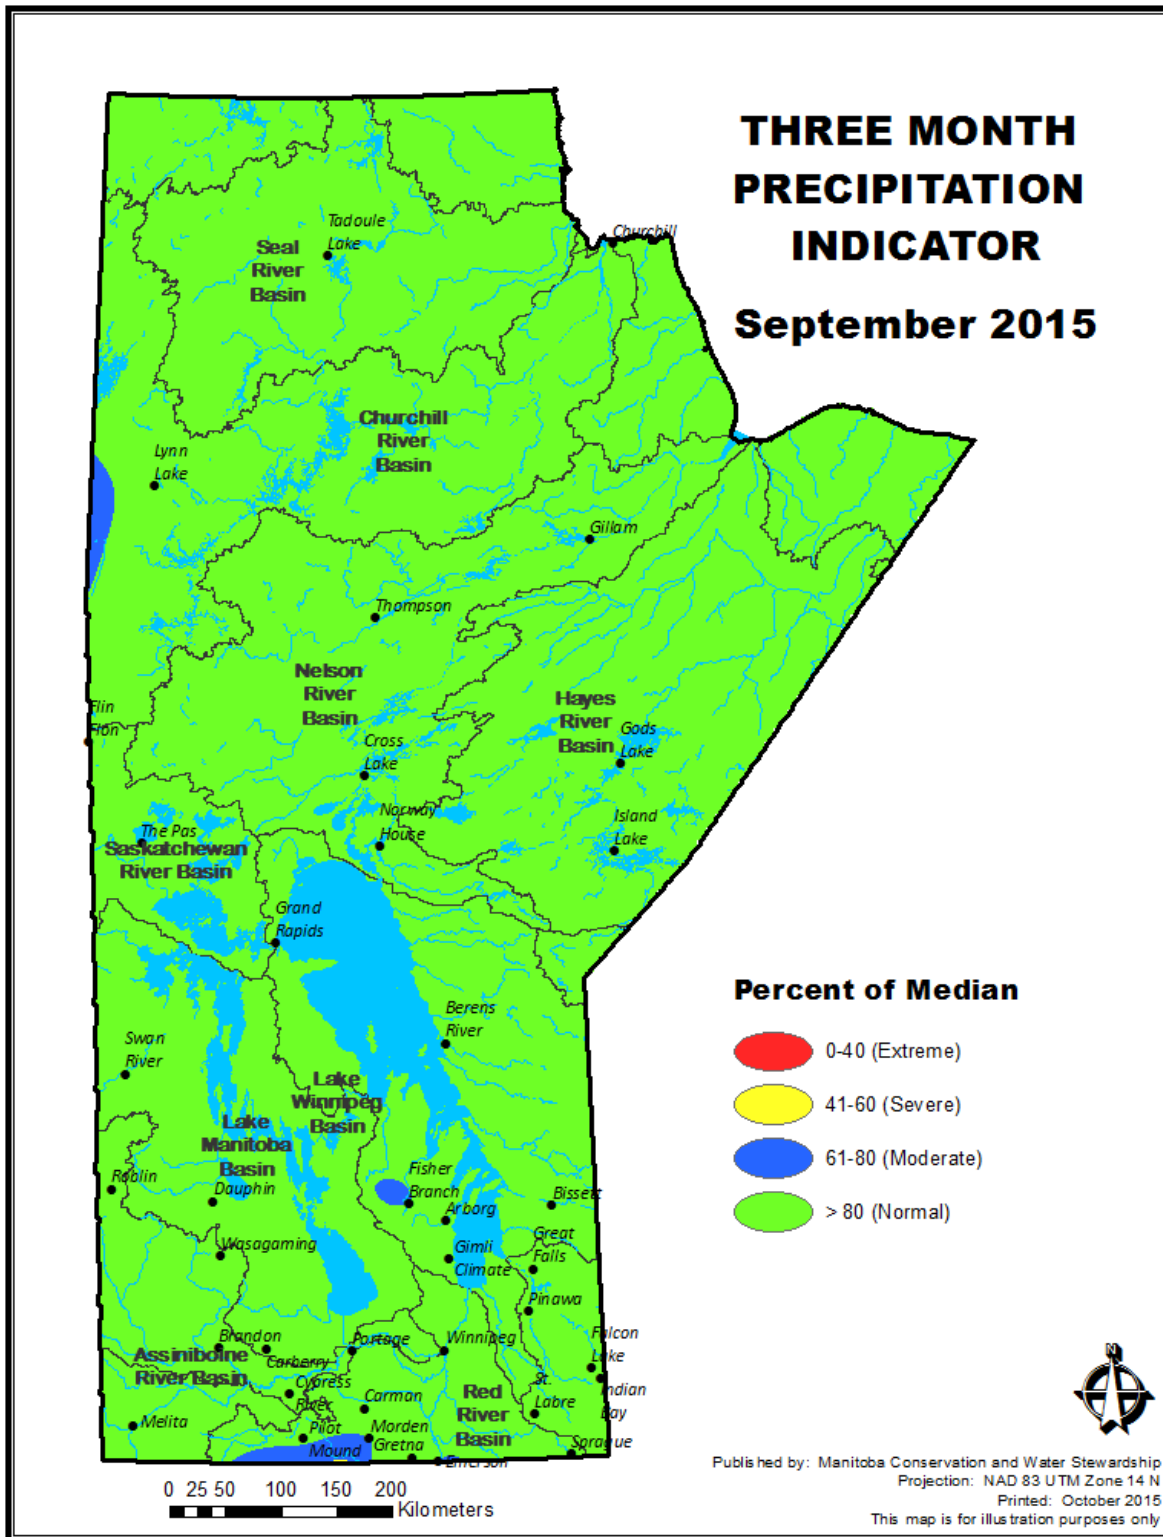 THREE MONTH
PRECIPITATION
INDICATOR
September 2015
Tadoule
Lake
Churchill
Seal
River
Basin
Churchill
River
Basin
Lynn
Lake
Gillam
Thompson
Nelson
River
Basin
Hayes
River
Basin
Flin
Flon
Gods
Lake
Cross
Lake
Norway
House
Island
Lake
The Pas
Saskatchewan
River Basin
Grand
Rapids
Berens
River
Swan
River
Lake
Winnipeg
Basin
Lake
Manitoba
Basin
Fisher
Branch
Roblin
Dauphin
Bissett
Arborg
Great
Falls
Wasagaming
Gimli
Climate
Pinawa
Brandon
Carberry
Portage
Winnipeg
Falcon
Lake
Assiniboine
River Basin
Cypress
River
Carman
Red
River
Basin
St.
Labre
Indian
Bay
Melita
Pilot
Mound
Morden
Gretna
Emerson
Sprague
Percent of Median
0-40 (Extreme)
41-60 (Severe)
61-80 (Moderate)
> 80 (Normal)
N
0 25 50 100 150 200
Kilometers
Published by: Manitoba Conservation and Water Stewardship
Projection: NAD 83 UTM Zone 14 N
Printed: October 2015
This map is for illustration purposes only